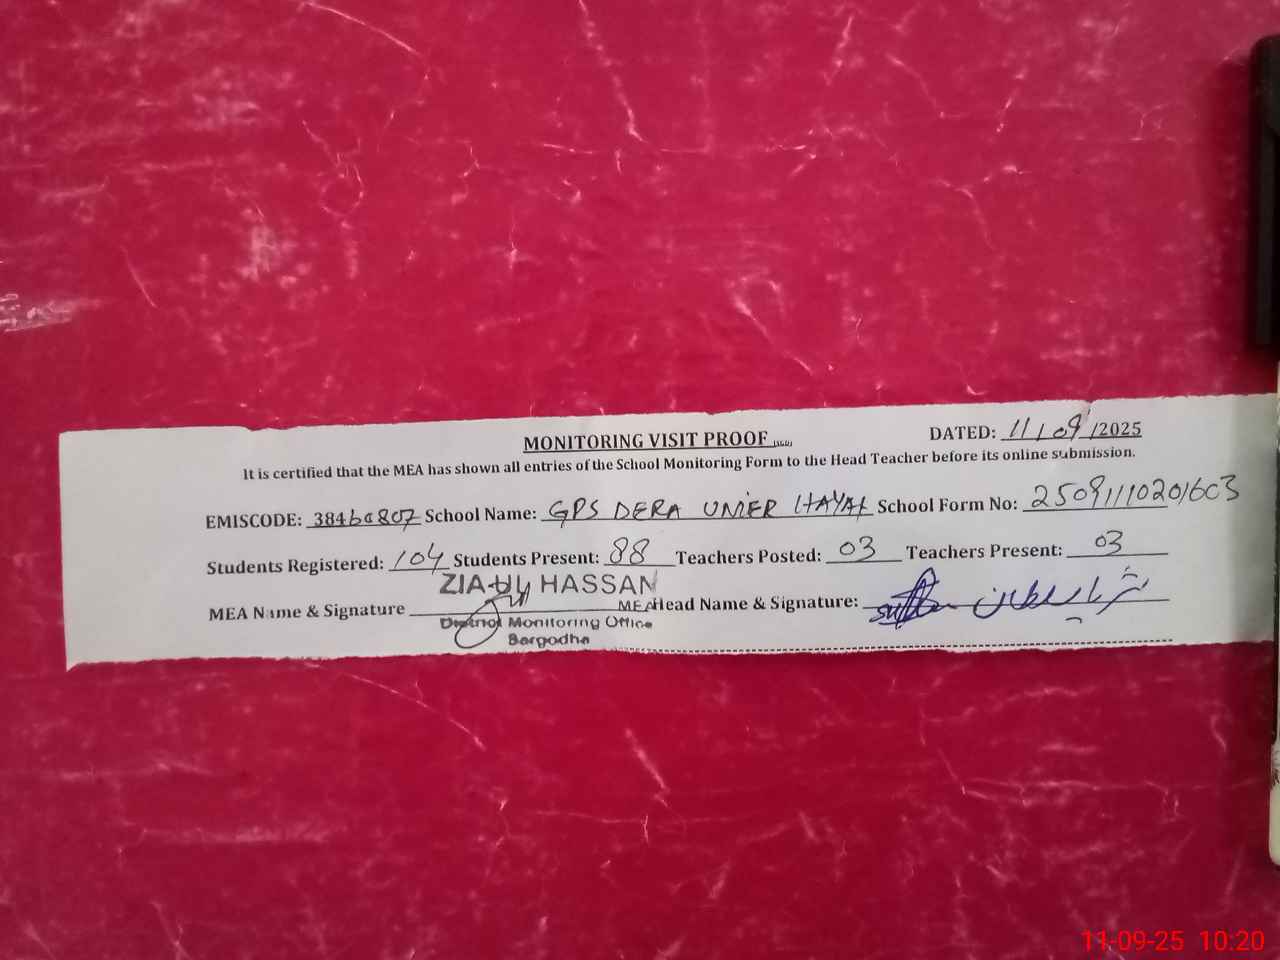 MONITORING VISIT PROOF DATED: 11/09/2025
It is certified that the MEA has shown all entries of the School Monitoring Form to the Head Teacher before its online submission.
EMISCODE: School Name: GPS DERA UMER HAYAT School Form No:
Students Registered: 104 Students Present: 88 Teachers Posted: 03 Teachers Present: 03
ZIA-UL HASSAN
MEA Name & Signature MEA Head Name & Signature:
District Monitoring Office
Sargodha
11-09-25 10:20